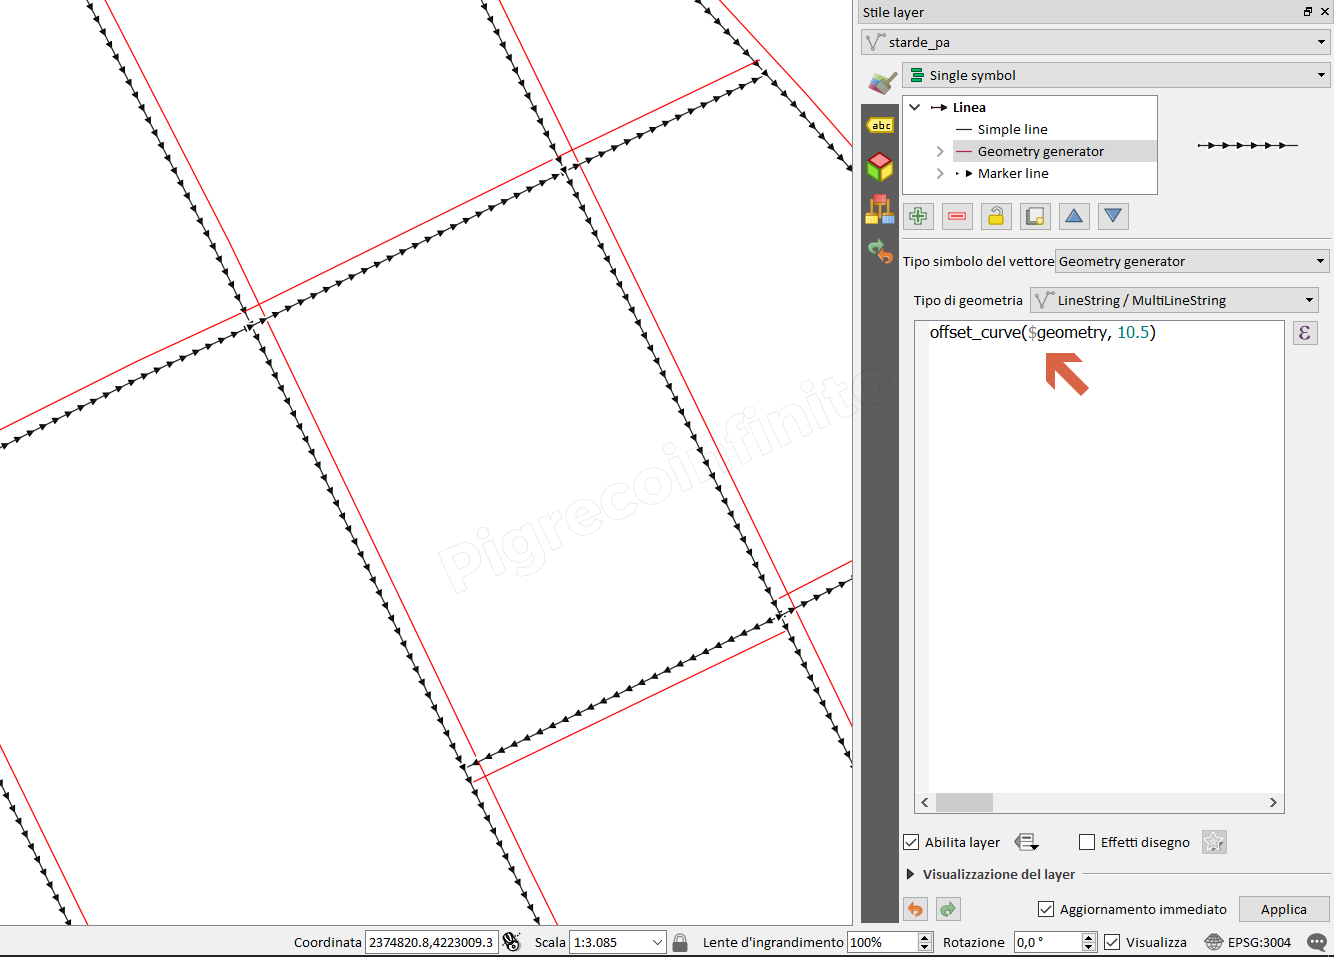 Stile layer
starde_pa
Single symbol
abc
Linea
Simple line
Geometry generator
Marker line
Tipo simbolo del vettore Geometry generator
Tipo di geometria LineString / MultiLineString
offset_curve($geometry, 10.5)
ε
Pigrecoinfinito
Abilita layer Effetti disegno
Visualizzazione del layer
Aggiornamento immediato Applica
Coordinata 2374820.8,4223009.3 Scala 1:3.085 Lente d'ingrandimento 100% Rotazione 0,0 ° Visualizza EPSG:3004